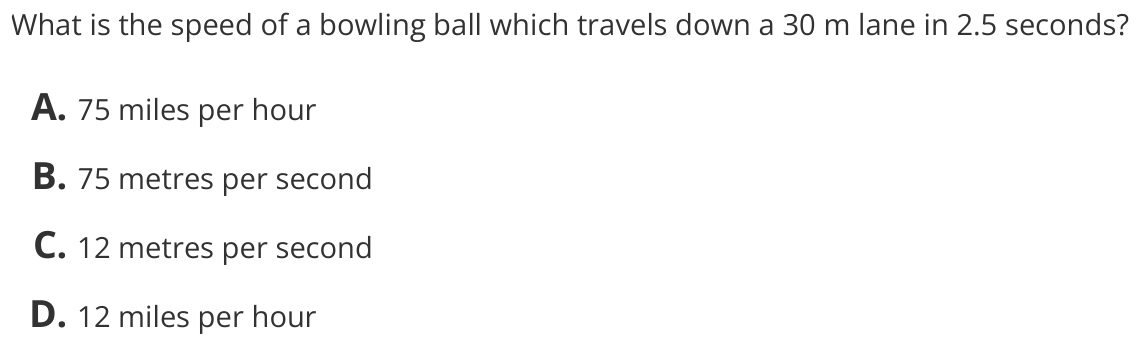 What is the speed of a bowling ball which travels down a 30 m lane in 2.5 seconds?
A. 75 miles per hour
B. 75 metres per second
C. 12 metres per second
D. 12 miles per hour